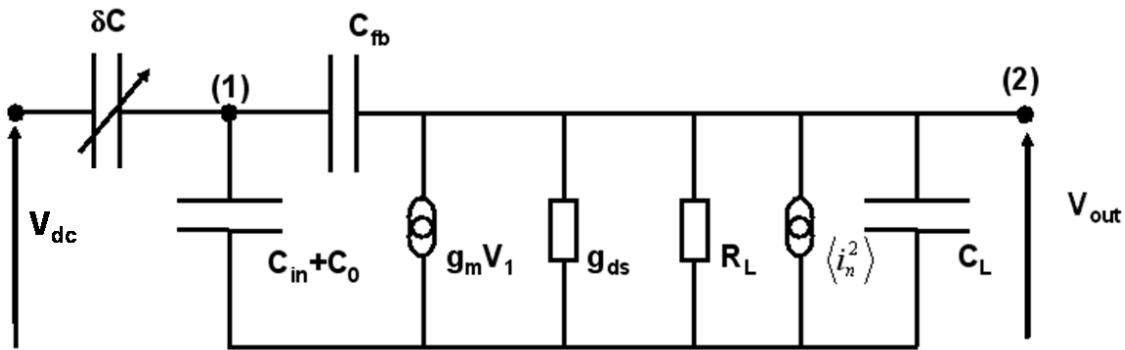 δC
C_fb
(1)
(2)
V_dc
C_in+C_0
g_mV_1
g_ds
R_L
⟨i_n^2⟩
C_L
V_out